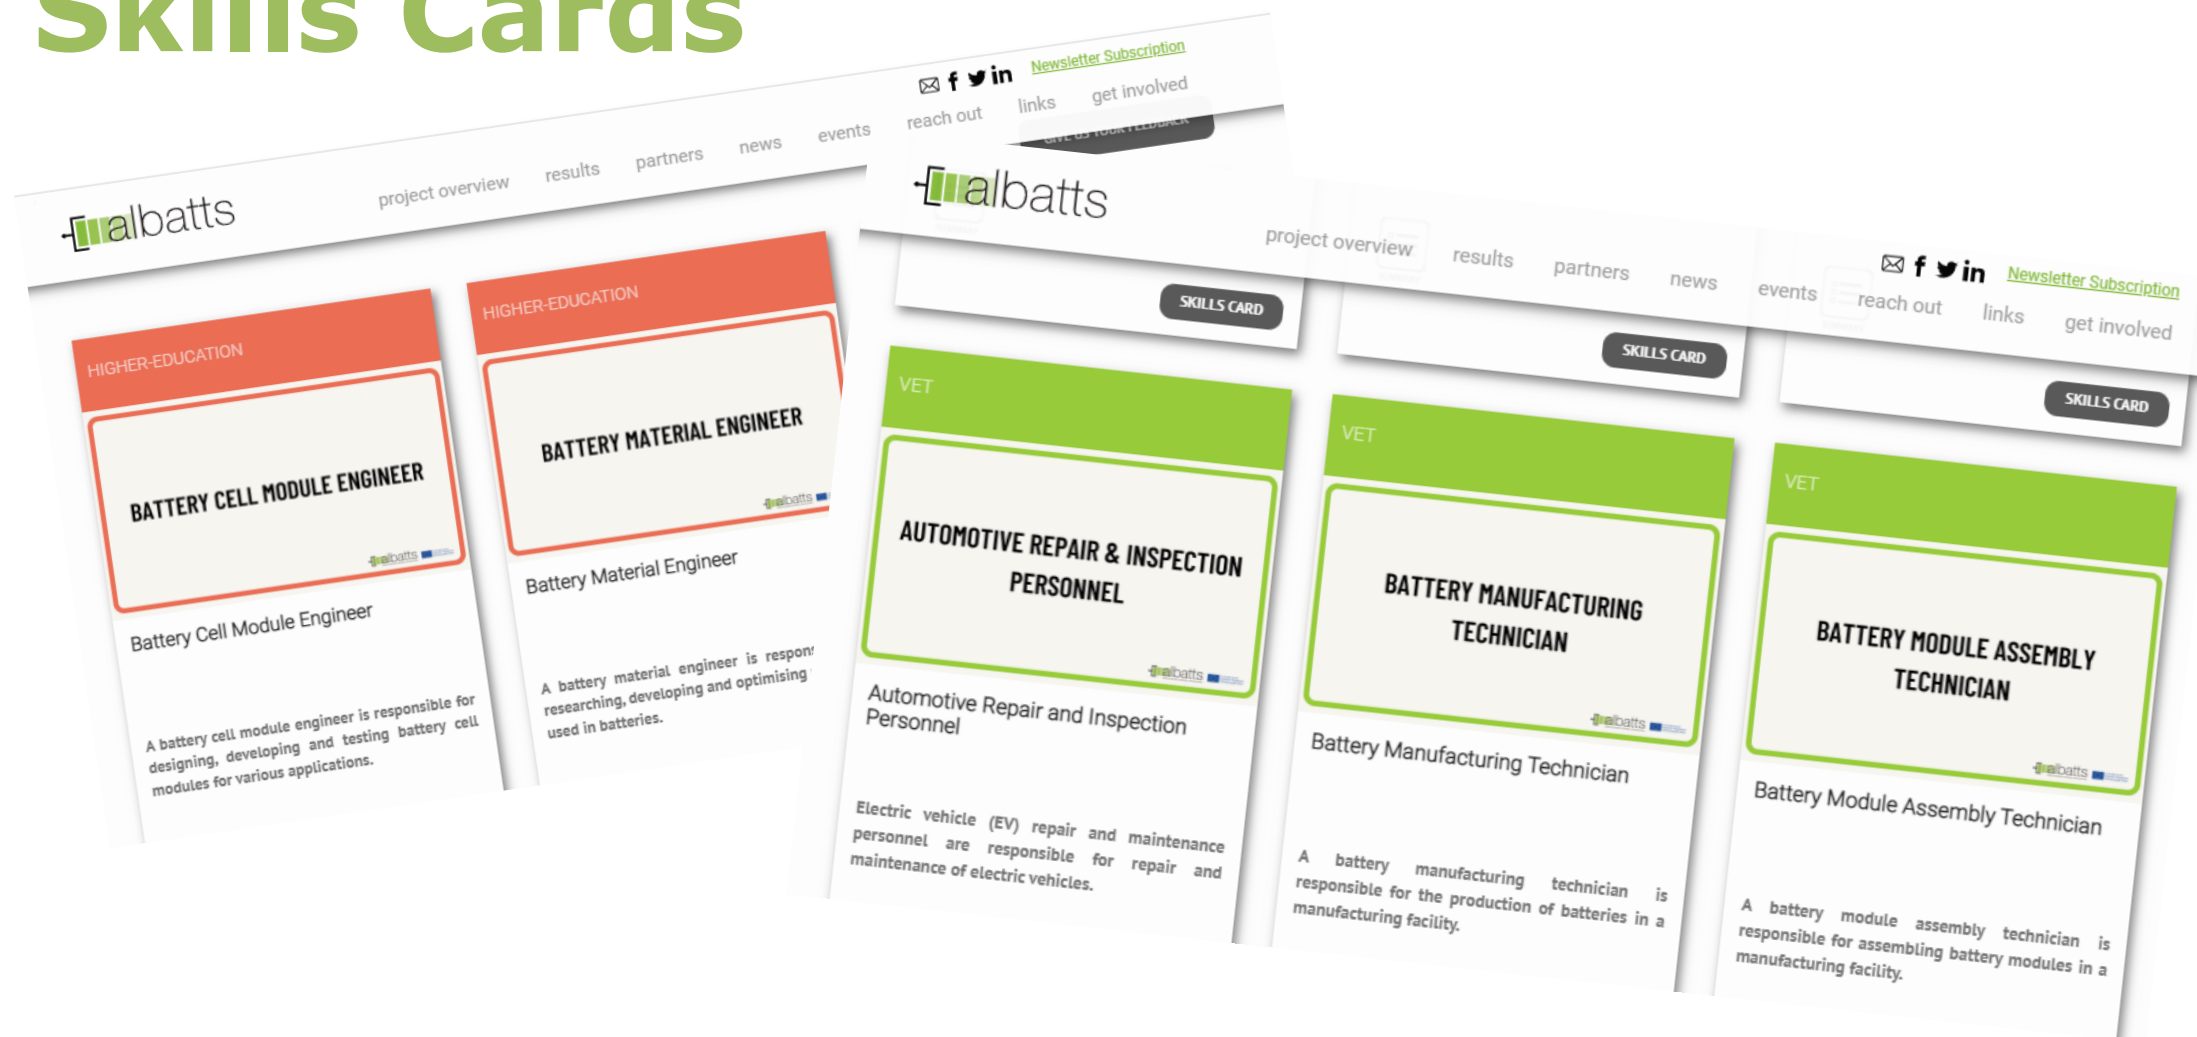 Skills Cards
Newsletter Subscription
project overview results partners news events reach out links get involved
GIVE US YOUR FEEDBACK
albatts
HIGHER-EDUCATION
BATTERY CELL MODULE ENGINEER
albatts
Battery Cell Module Engineer
A battery cell module engineer is responsible for
designing, developing and testing battery cell
modules for various applications.
HIGHER-EDUCATION
BATTERY MATERIAL ENGINEER
albatts
Battery Material Engineer
A battery material engineer is
researching, developing and optimising
used in batteries.
albatts
Newsletter Subscription
project overview results partners news events reach out links get involved
SKILLS CARD
SKILLS CARD
SKILLS CARD
VET
AUTOMOTIVE REPAIR & INSPECTION
PERSONNEL
albatts
Automotive Repair and Inspection
Personnel
Electric vehicle (EV) repair and maintenance
personnel are responsible for repair and
maintenance of electric vehicles.
VET
BATTERY MANUFACTURING
TECHNICIAN
albatts
Battery Manufacturing Technician
A battery manufacturing technician is
responsible for the production of batteries in a
manufacturing facility.
VET
BATTERY MODULE ASSEMBLY
TECHNICIAN
albatts
Battery Module Assembly Technician
A battery module assembly technician is
responsible for assembling battery modules in a
manufacturing facility.